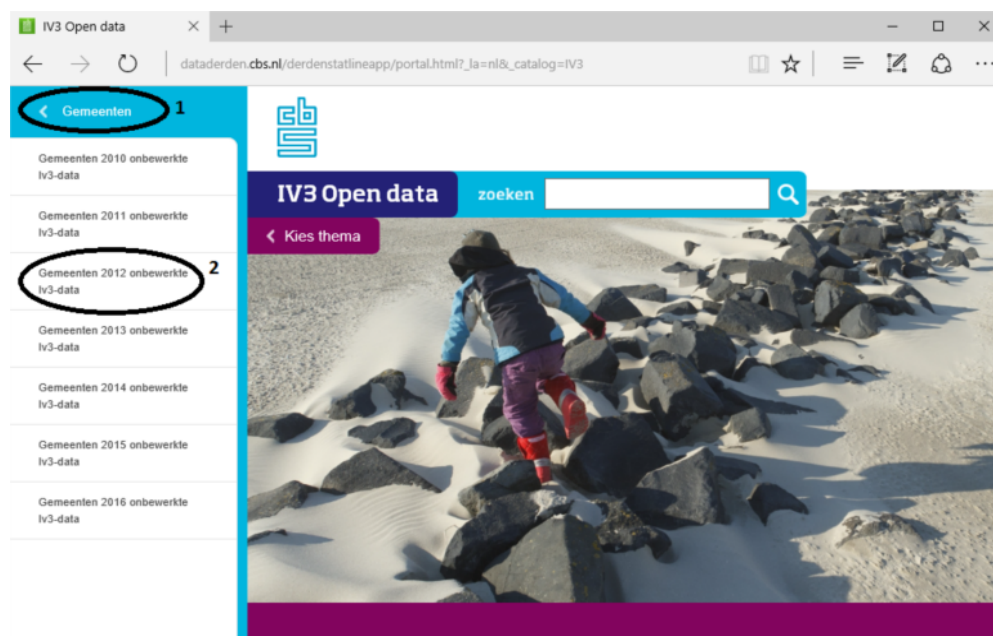 IV3 Open data
dataderden.cbs.nl/derdenstatlineapp/portal.html?_la=nl&_catalog=IV3
Gemeenten 1
cbs
Gemeenten 2010 onbewerkte
Iv3-data
IV3 Open data zoeken
Gemeenten 2011 onbewerkte
Iv3-data
Kies thema
Gemeenten 2012 onbewerkte 2
Iv3-data
Gemeenten 2013 onbewerkte
Iv3-data
Gemeenten 2014 onbewerkte
Iv3-data
Gemeenten 2015 onbewerkte
Iv3-data
Gemeenten 2016 onbewerkte
Iv3-data